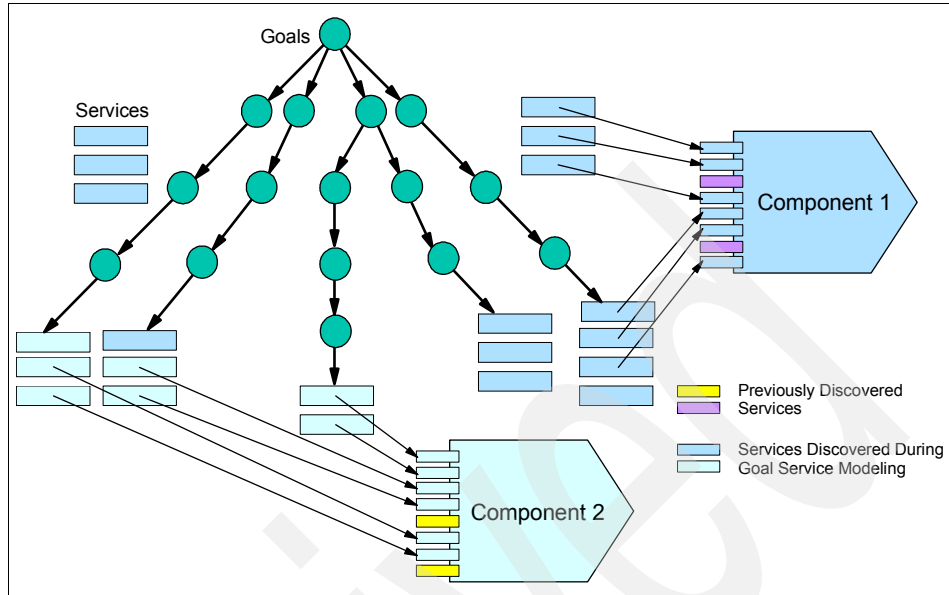 Goals
Services
Component 1
Previously Discovered
Services
Services Discovered During
Goal Service Modeling
Component 2